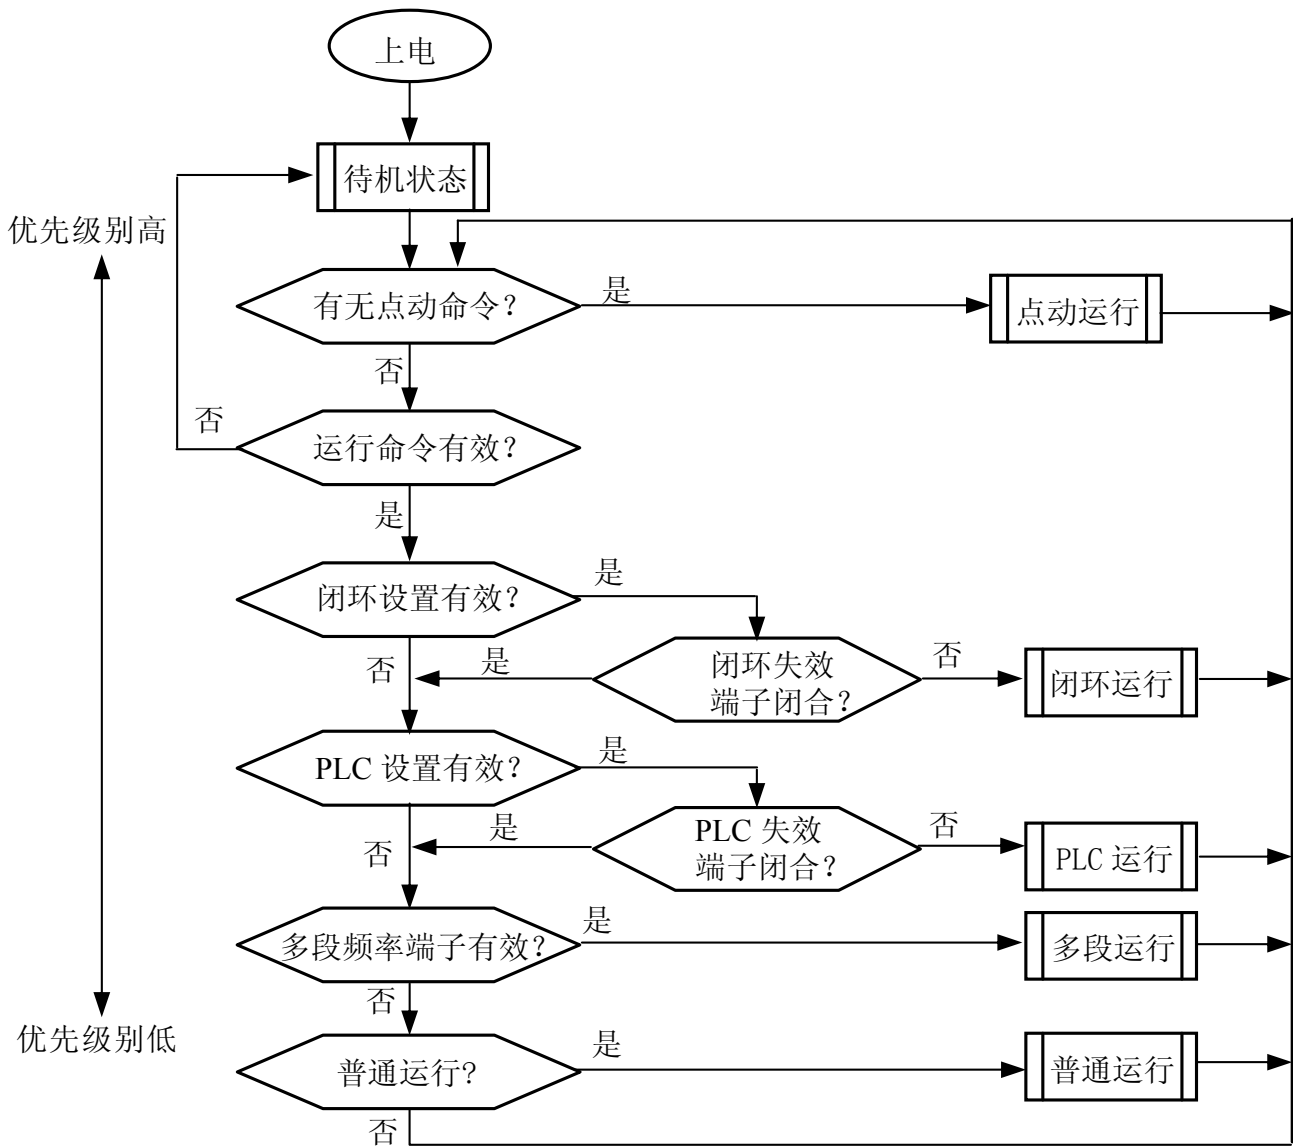 上电
待机状态
优先级别高
有无点动命令？
是
点动运行
否
否
运行命令有效？
是
闭环设置有效？
是
否
是
闭环失效
端子闭合？
否
闭环运行
PLC 设置有效？
是
否
是
PLC 失效
端子闭合？
否
PLC 运行
多段频率端子有效？
是
多段运行
否
优先级别低
普通运行?
是
普通运行
否